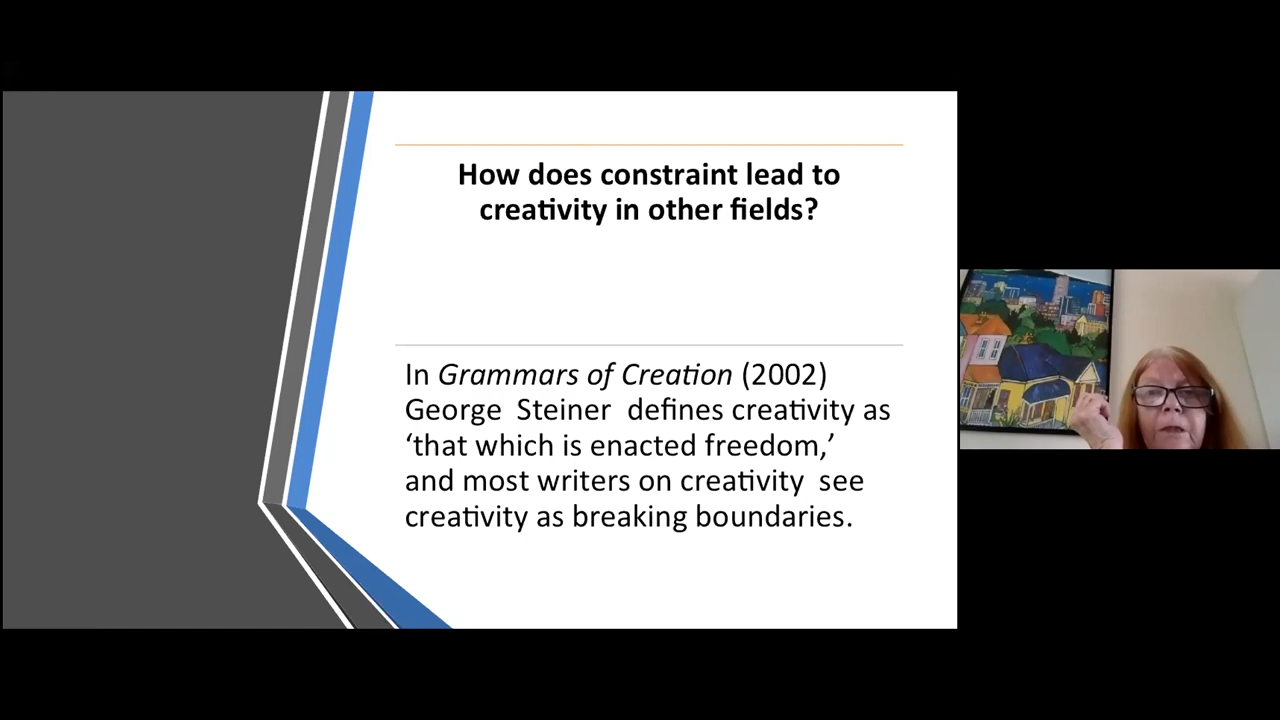 How does constraint lead to
creativity in other fields?
In Grammars of Creation (2002)
George Steiner defines creativity as
‘that which is enacted freedom,’
and most writers on creativity see
creativity as breaking boundaries.